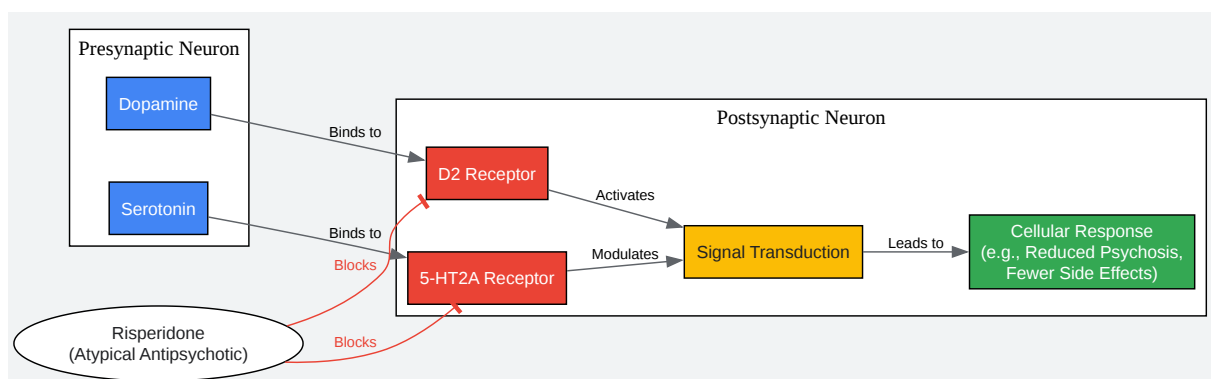 Presynaptic Neuron
Dopamine
Serotonin
Binds to
Binds to
Postsynaptic Neuron
D2 Receptor
5-HT2A Receptor
Activates
Modulates
Signal Transduction
Leads to
Cellular Response
(e.g., Reduced Psychosis,
Fewer Side Effects)
Blocks
Blocks
Risperidone
(Atypical Antipsychotic)